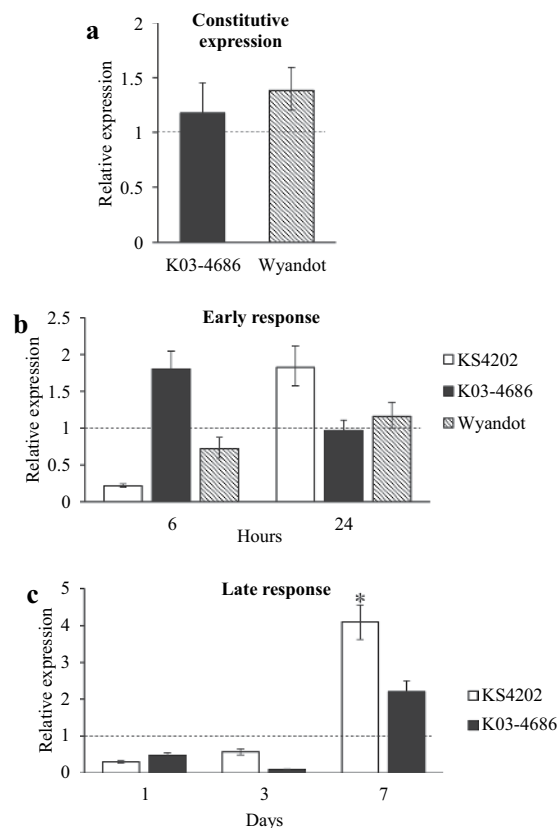 a
Constitutive
expression
Relative expression
2
1.5
1
0.5
0
K03-4686 Wyandot
b
Early response
Relative expression
2.5
2
1.5
1
0.5
0
6 24
Hours
KS4202
K03-4686
Wyandot
c
Late response
Relative expression
5
4
3
2
1
0
*
1 3 7
Days
KS4202
K03-4686